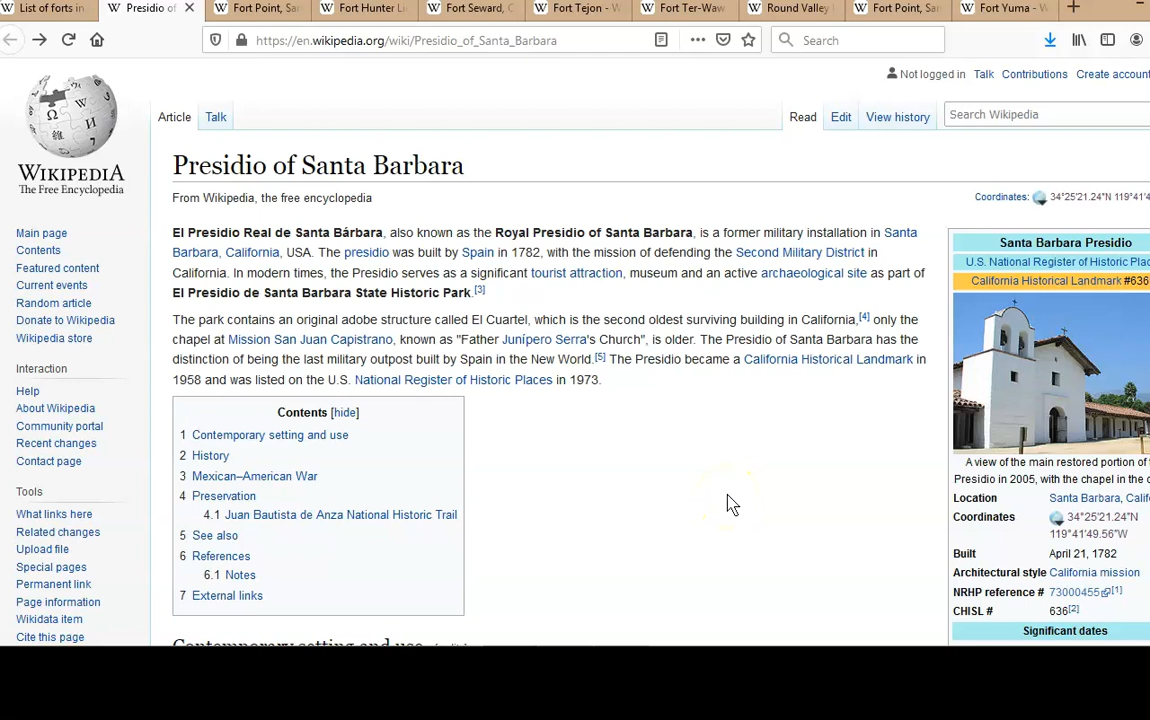 List of forts in
Presidio of
Fort Point, San
Fort Hunter Li
Fort Seward, C
Fort Tejon - W
Fort Ter-Waw
Round Valley
Fort Point, Sa
Fort Yuma - W
https://en.wikipedia.org/wiki/Presidio_of_Santa_Barbara
Search
Not logged in Talk Contributions Create account
Article Talk Read Edit View history Search Wikipedia
WIKIPEDIA
The Free Encyclopedia
Main page
Contents
Featured content
Current events
Random article
Donate to Wikipedia
Wikipedia store
Interaction
Help
About Wikipedia
Community portal
Recent changes
Contact page
Tools
What links here
Related changes
Upload file
Special pages
Permanent link
Page information
Wikidata item
Cite this page
Presidio of Santa Barbara
From Wikipedia, the free encyclopedia
Coordinates: 34°25′21.24″N 119°41′4
El Presidio Real de Santa Bárbara, also known as the Royal Presidio of Santa Barbara, is a former military installation in Santa
Barbara, California, USA. The presidio was built by Spain in 1782, with the mission of defending the Second Military District in
California. In modern times, the Presidio serves as a significant tourist attraction, museum and an active archaeological site as part of
El Presidio de Santa Barbara State Historic Park.[3]
The park contains an original adobe structure called El Cuartel, which is the second oldest surviving building in California,[4] only the
chapel at Mission San Juan Capistrano, known as "Father Junípero Serra's Church", is older. The Presidio of Santa Barbara has the
distinction of being the last military outpost built by Spain in the New World.[5] The Presidio became a California Historical Landmark in
1958 and was listed on the U.S. National Register of Historic Places in 1973.
Contents [hide]
1 Contemporary setting and use
2 History
3 Mexican–American War
4 Preservation
4.1 Juan Bautista de Anza National Historic Trail
5 See also
6 References
6.1 Notes
7 External links
Contemporary setting and use
Santa Barbara Presidio
U.S. National Register of Historic Plac
California Historical Landmark #636
A view of the main restored portion of t
Presidio in 2005, with the chapel in the c
Location Santa Barbara, Califo
Coordinates 34°25′21.24″N
119°41′49.56″W
Built April 21, 1782
Architectural style California mission
NRHP reference # 73000455[1]
CHISL # 636[2]
Significant dates